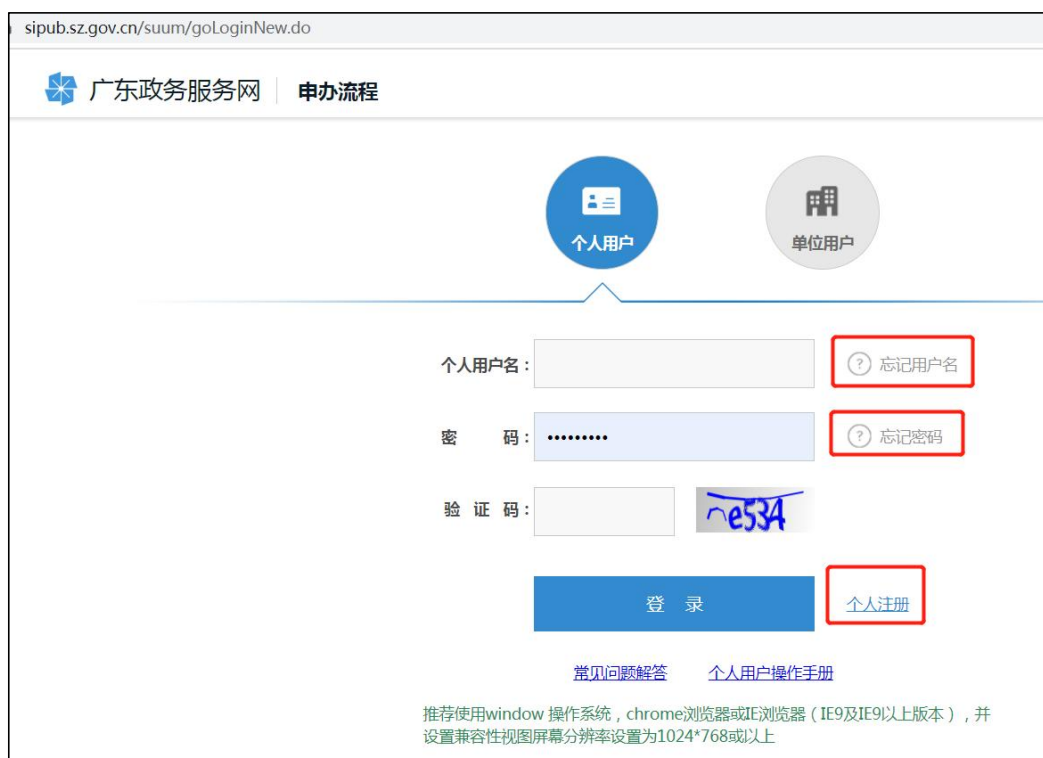 sipub.sz.gov.cn/suum/goLoginNew.do
广东政务服务网 申办流程
个人用户 单位用户
个人用户名： ? 忘记用户名
密 码： ••••••••• ? 忘记密码
验 证 码： e534
登 录 个人注册
常见问题解答 个人用户操作手册
推荐使用window 操作系统，chrome浏览器或IE浏览器（IE9及IE9以上版本），并
设置兼容性视图屏幕分辨率设置为1024*768或以上